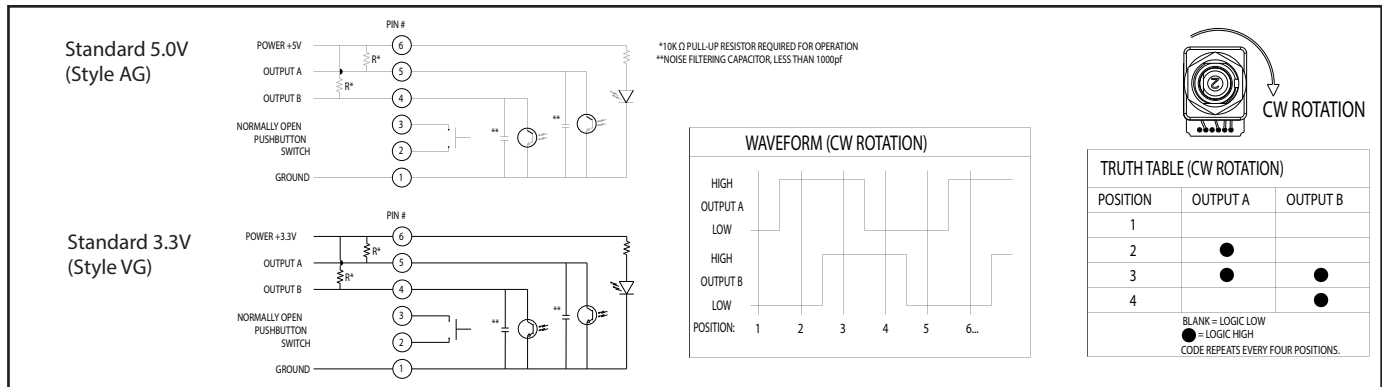 Standard 5.0V
(Style AG)
PIN #
POWER +5V
6
R*
OUTPUT A
5
R*
OUTPUT B
4
NORMALLY OPEN
PUSHBUTTON
SWITCH
3
2
**
**
GROUND
1
*10K Ω PULL-UP RESISTOR REQUIRED FOR OPERATION
**NOISE FILTERING CAPACITOR, LESS THAN 1000pf
Standard 3.3V
(Style VG)
PIN #
POWER +3.3V
6
R*
OUTPUT A
5
R*
OUTPUT B
4
NORMALLY OPEN
PUSHBUTTON
SWITCH
3
2
**
**
GROUND
1
WAVEFORM (CW ROTATION)
HIGH
OUTPUT A
LOW
HIGH
OUTPUT B
LOW
POSITION: 1 2 3 4 5 6...
CW ROTATION
TRUTH TABLE (CW ROTATION)
POSITION OUTPUT A OUTPUT B
1
2 ●
3 ● ●
4 ●
BLANK = LOGIC LOW
● = LOGIC HIGH
CODE REPEATS EVERY FOUR POSITIONS.